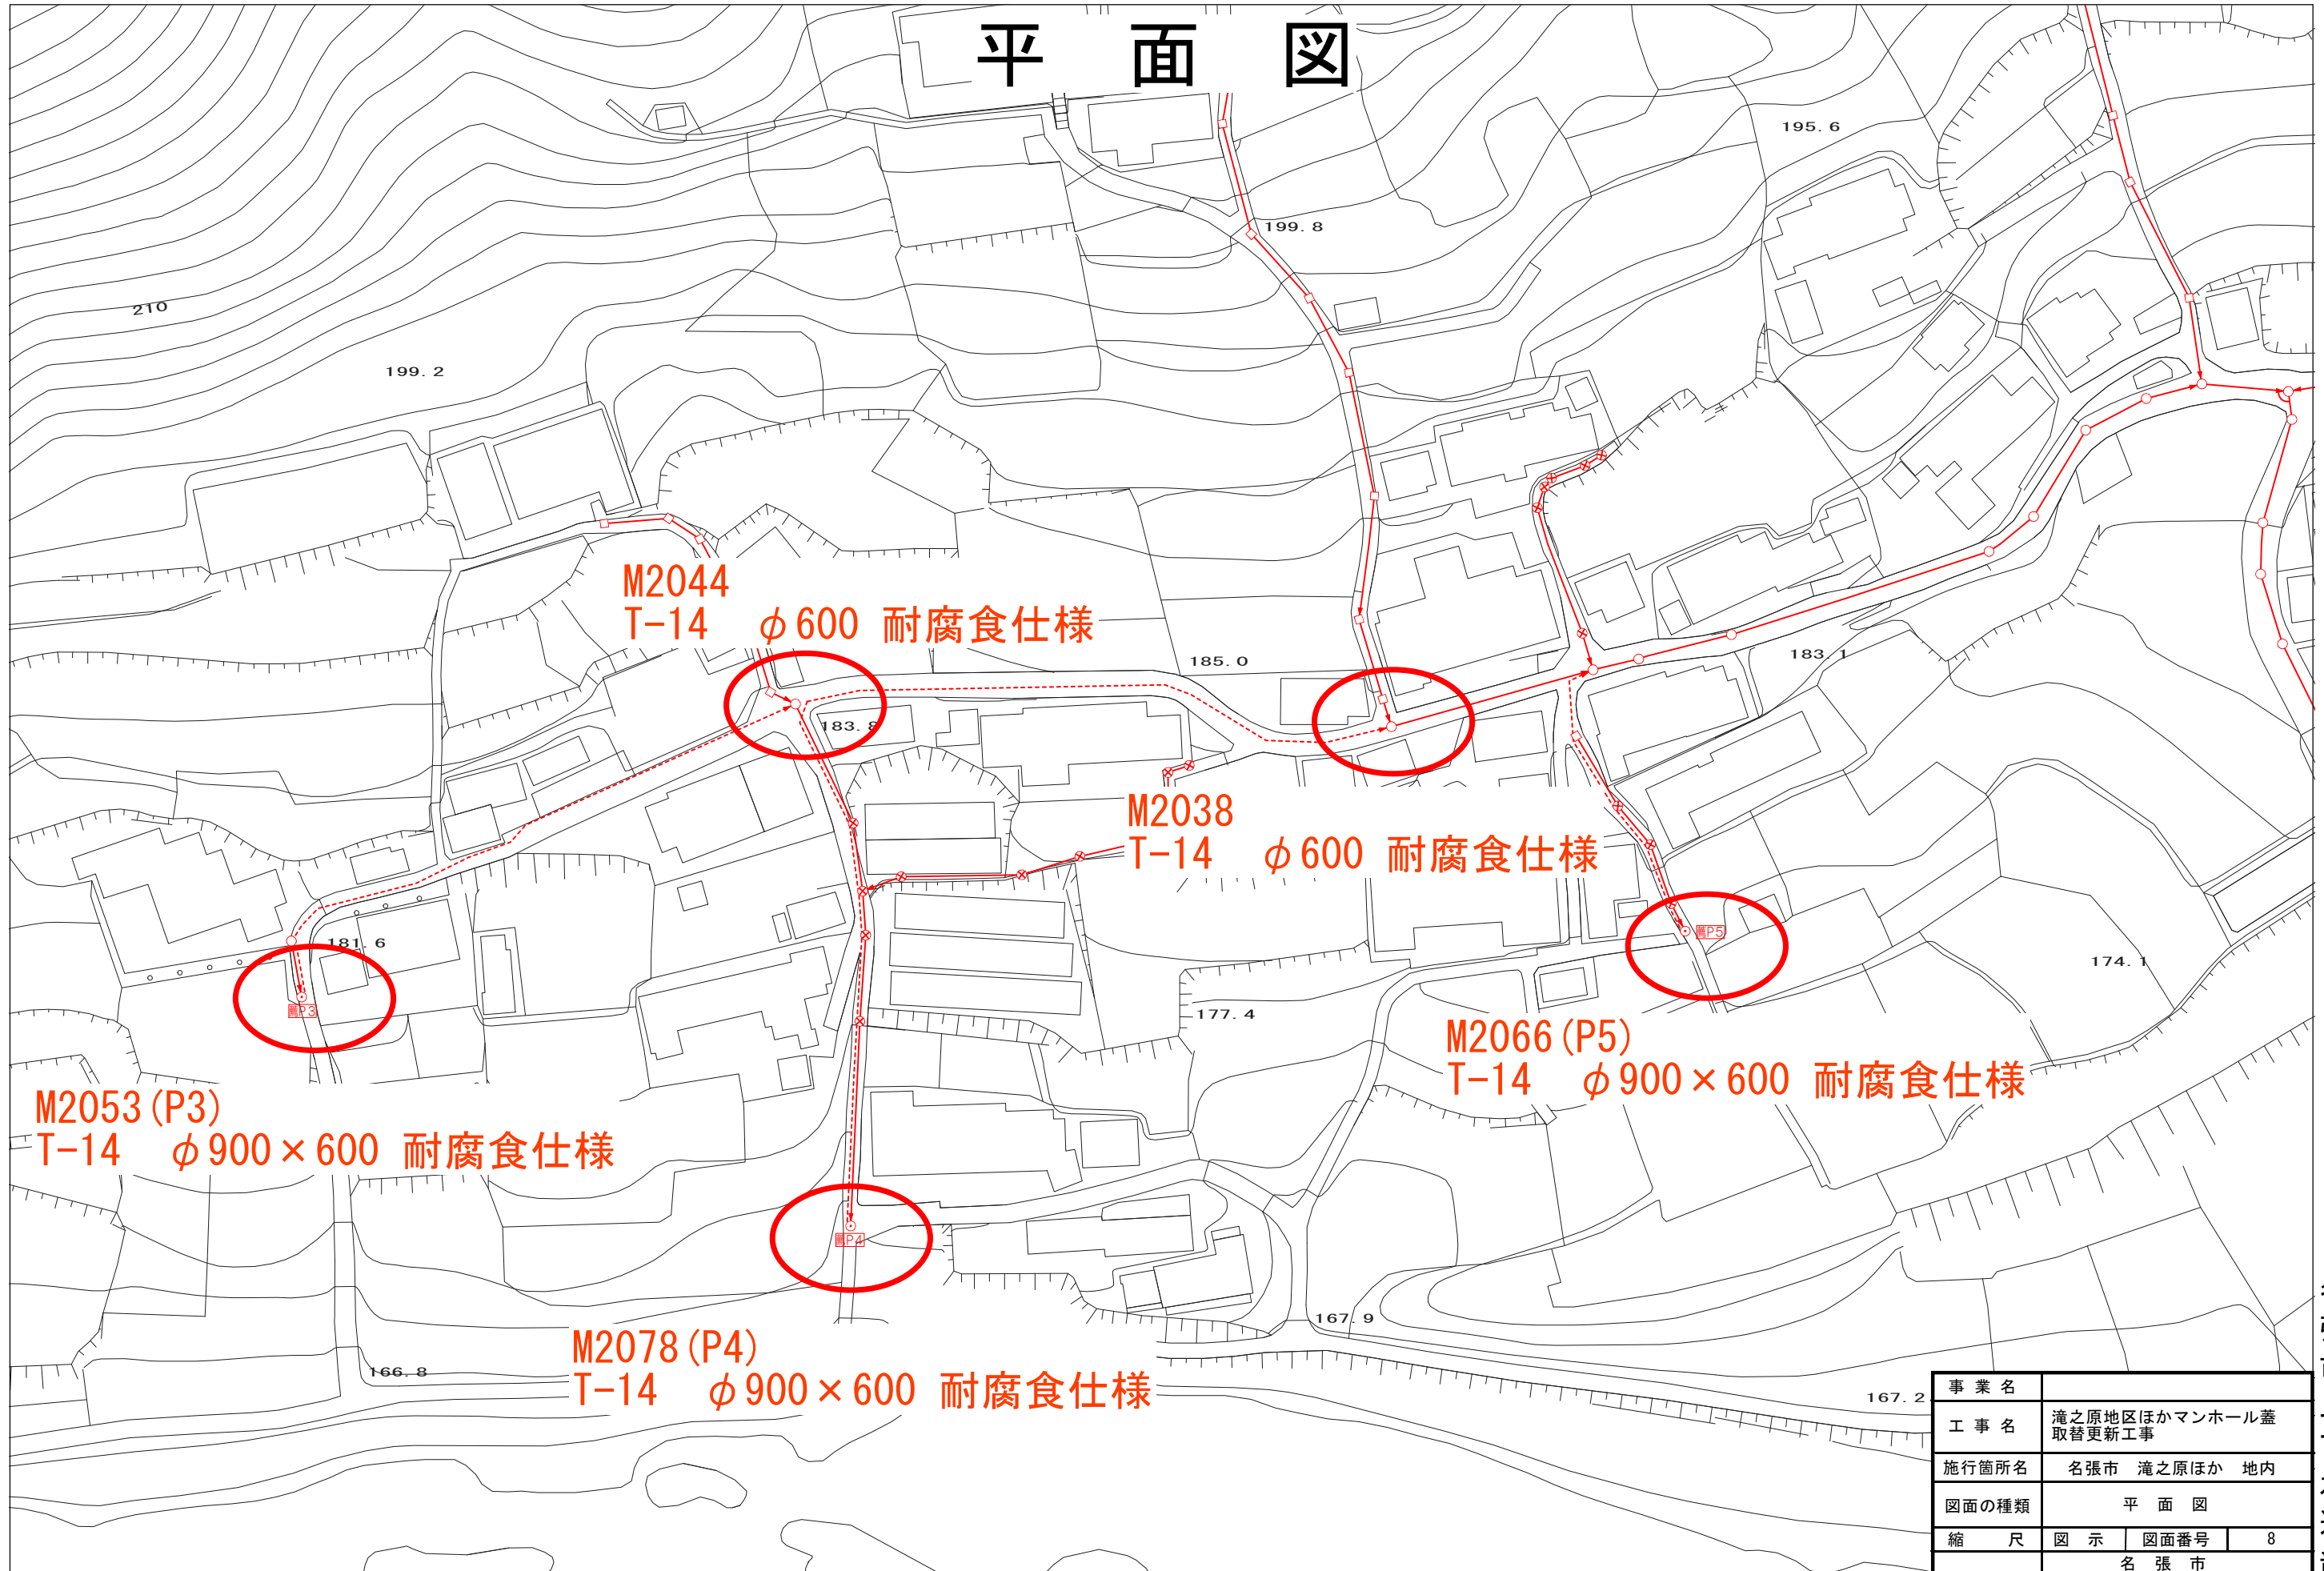 平 面 図
195.6
199.8
210
199.2
M2044
T-14 φ600 耐腐食仕様
185.0
183.1
183.8
M2038
T-14 φ600 耐腐食仕様
181.6
P3
P5
174.1
177.4
M2066(P5)
T-14 φ900×600 耐腐食仕様
M2053(P3)
T-14 φ900×600 耐腐食仕様
P4
167.9
M2078(P4)
T-14 φ900×600 耐腐食仕様
166.8
167.2
事 業 名
工 事 名 滝之原地区ほかマンホール蓋
取替更新工事
施行箇所名 名張市 滝之原ほか 地内
図面の種類 平 面 図
縮 尺 図 示 図面番号 8
名 張 市